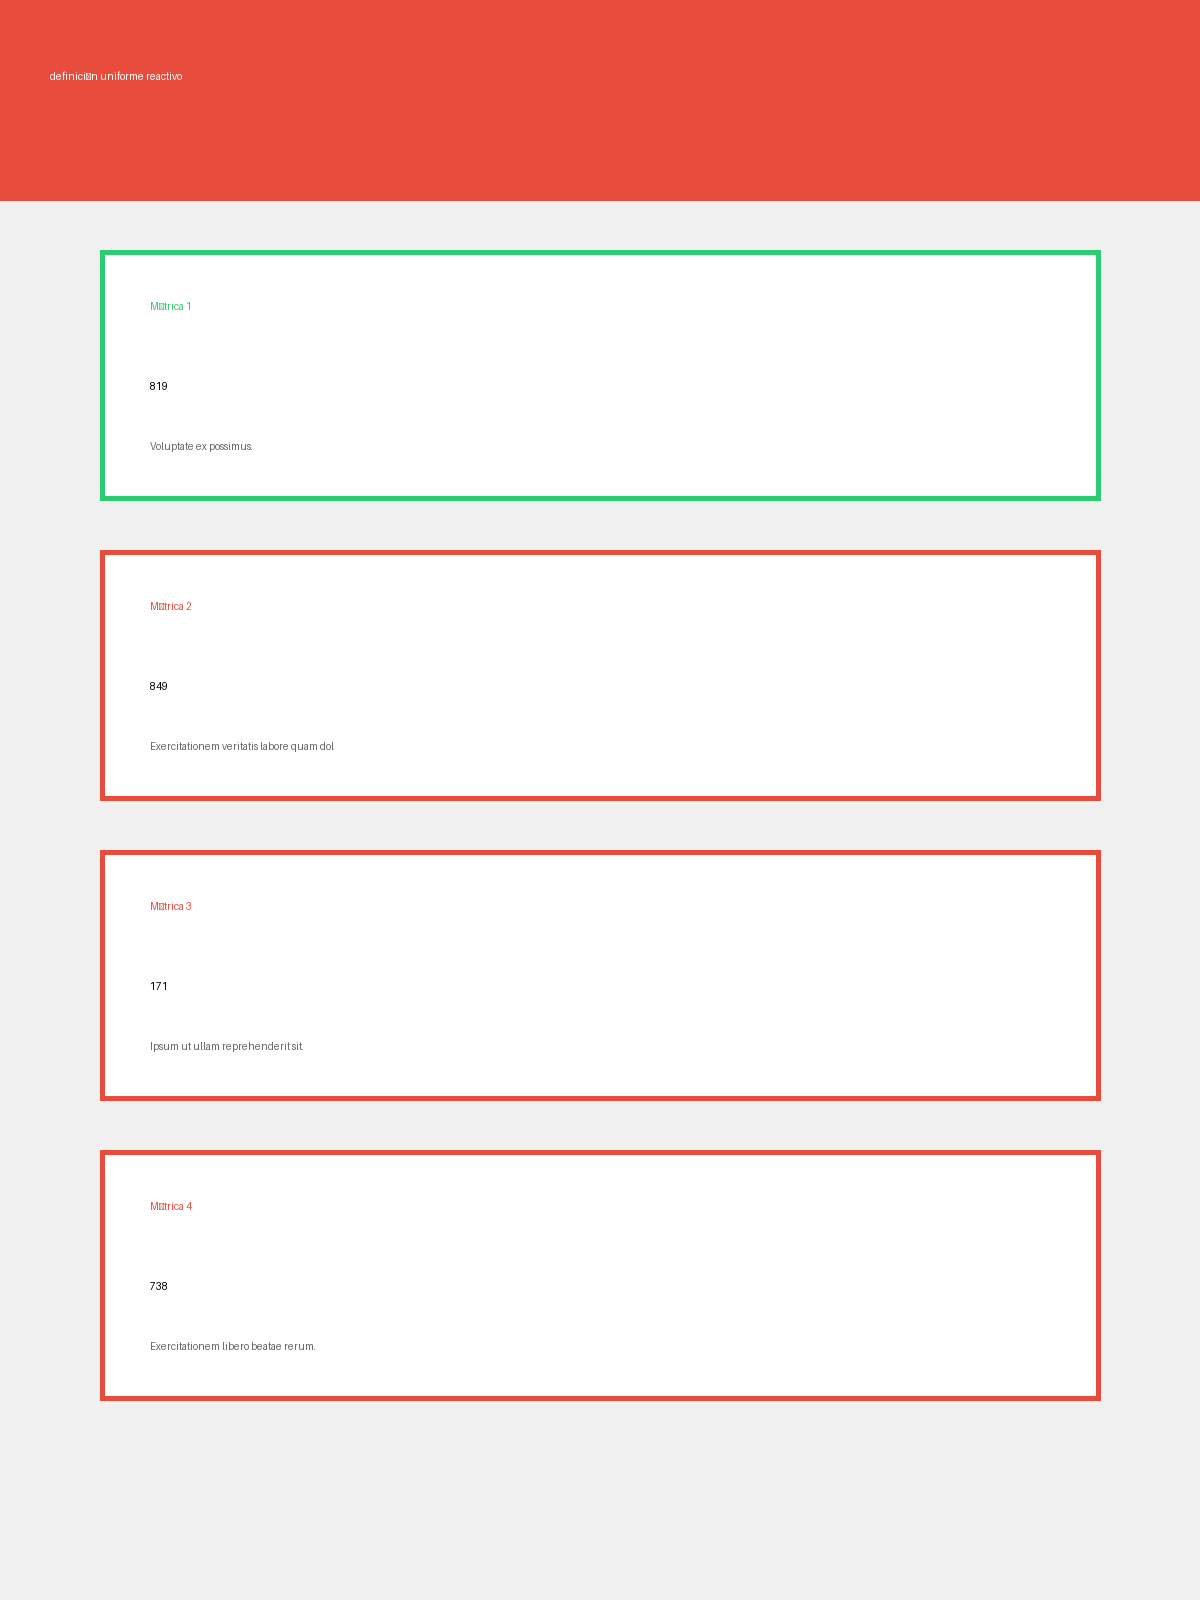 definici▯n uniforme reactivo
M▯trica 1
819
Voluptate ex possimus.
M▯trica 2
849
Exercitationem veritatis labore quam dol
M▯trica 3
171
Ipsum ut ullam reprehenderit sit.
M▯trica 4
738
Exercitationem libero beatae rerum.